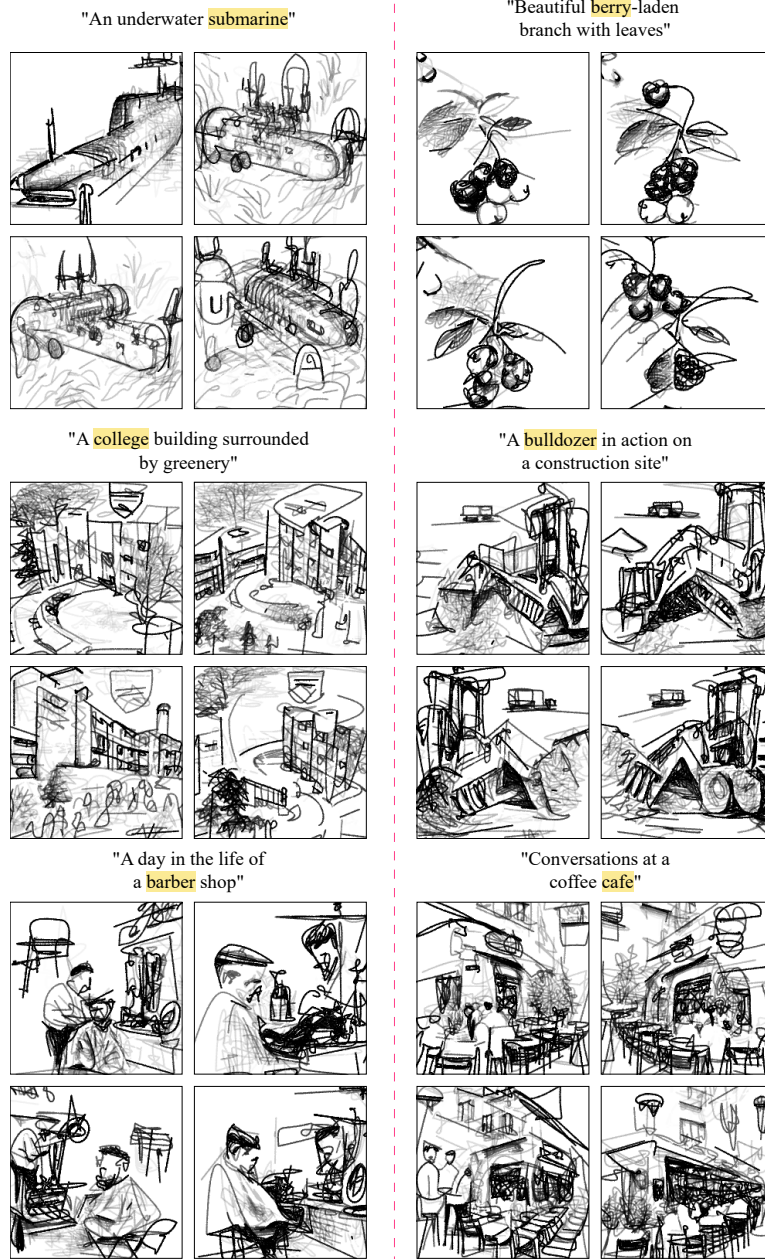 "An underwater submarine"
"Beautiful berry-laden
branch with leaves"
U
"A college building surrounded
by greenery"
"A bulldozer in action on
a construction site"
"A day in the life of
a barber shop"
"Conversations at a
coffee cafe"